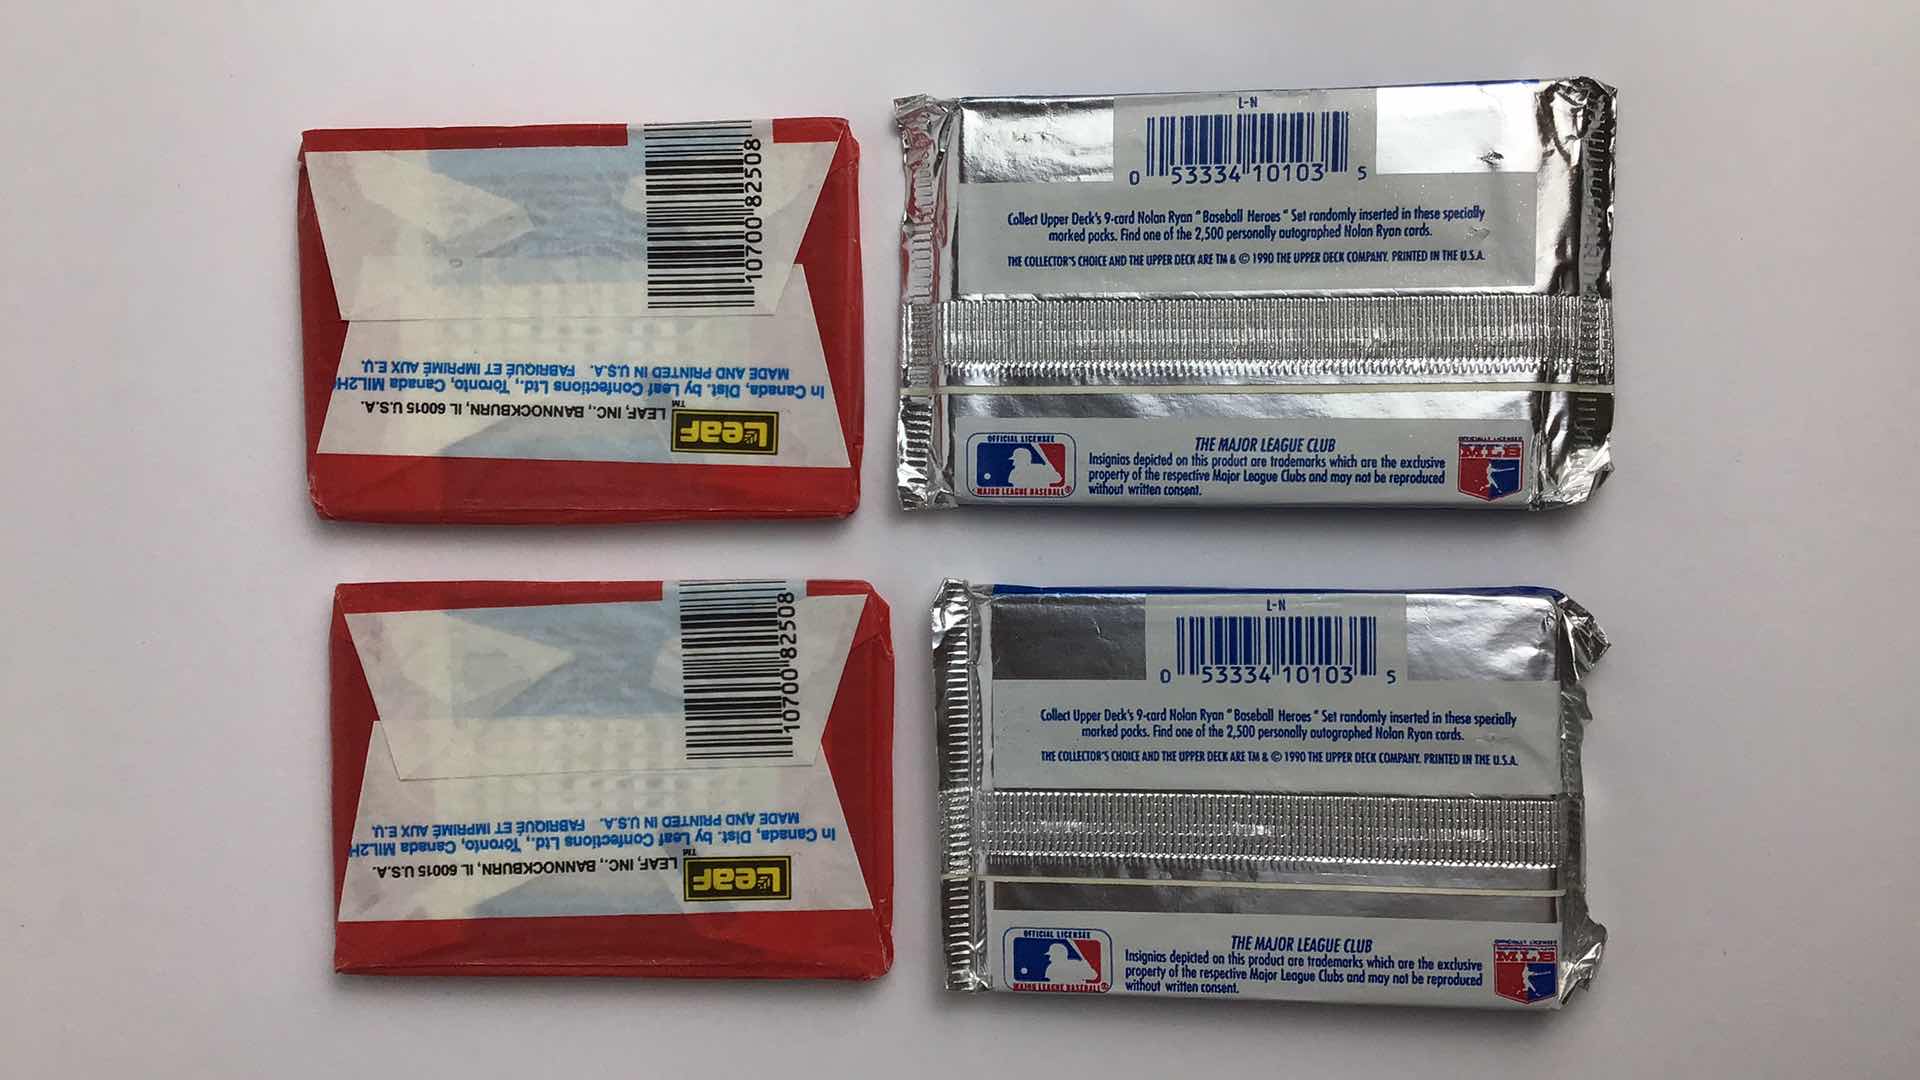 10700 82508
MADE AND PRINTED IN U.S.A. FABRIQUÉ ET IMPRIMÉ AUX E.U.
In Canada, Dist. by Leaf Confections Ltd., Toronto, Canada MIL2H
LEAF, INC., BANNOCKBURN, IL 60015 U.S.A.
Leaf TM
L-N
0 53334 10103 5
Collect Upper Deck's 9-card Nolan Ryan "Baseball Heroes" Set randomly inserted in these specially
marked packs. Find one of the 2,500 personally autographed Nolan Ryan cards.
THE COLLECTOR'S CHOICE AND THE UPPER DECK ARE TM & © 1990 THE UPPER DECK COMPANY. PRINTED IN THE U.S.A.
OFFICIAL LICENSEE
MAJOR LEAGUE BASEBALL®
THE MAJOR LEAGUE CLUB
Insignias depicted on this product are trademarks which are the exclusive
property of the respective Major League Clubs and may not be reproduced
without written consent.
OFFICIALLY LICENSED
MLB
10700 82508
MADE AND PRINTED IN U.S.A. FABRIQUÉ ET IMPRIMÉ AUX E.U.
In Canada, Dist. by Leaf Confections Ltd., Toronto, Canada MIL2H
LEAF, INC., BANNOCKBURN, IL 60015 U.S.A.
Leaf TM
L-N
0 53334 10103 5
Collect Upper Deck's 9-card Nolan Ryan "Baseball Heroes" Set randomly inserted in these specially
marked packs. Find one of the 2,500 personally autographed Nolan Ryan cards.
THE COLLECTOR'S CHOICE AND THE UPPER DECK ARE TM & © 1990 THE UPPER DECK COMPANY. PRINTED IN THE U.S.A.
OFFICIAL LICENSEE
MAJOR LEAGUE BASEBALL®
THE MAJOR LEAGUE CLUB
Insignias depicted on this product are trademarks which are the exclusive
property of the respective Major League Clubs and may not be reproduced
without written consent.
OFFICIALLY LICENSED
MLB